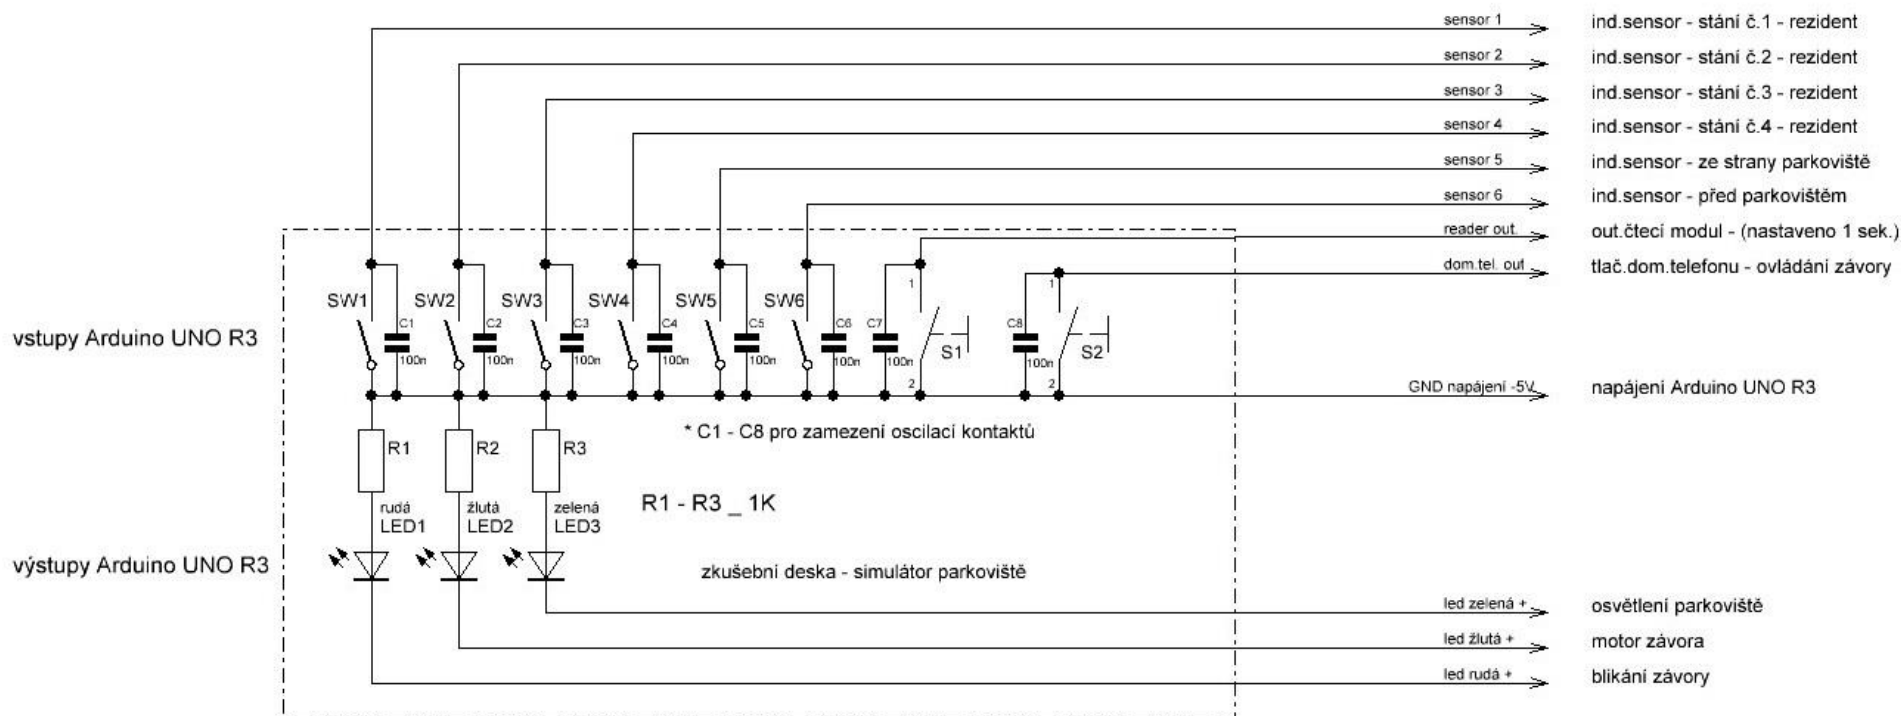 sensor 1 ind.sensor - stání č.1 - rezident
sensor 2 ind.sensor - stání č.2 - rezident
sensor 3 ind.sensor - stání č.3 - rezident
sensor 4 ind.sensor - stání č.4 - rezident
sensor 5 ind.sensor - ze strany parkoviště
sensor 6 ind.sensor - před parkovištěm
reader out. out.čtecí modul - (nastaveno 1 sek.)
dom.tel. out tlač.dom.telefonu - ovládání závory
1 1
SW1 SW2 SW3 SW4 SW5 SW6
C1 C2 C3 C4 C5 C6 C7 C8
vstupy Arduino UNO R3
S1 S2
100n 100n 100n 100n 100n 100n 100n 100n
2 2
GND napájení -5V napájení Arduino UNO R3
* C1 - C8 pro zamezení oscilací kontaktů
R1 R2 R3
R1 - R3 _ 1K
rudá žlutá zelená
LED1 LED2 LED3
výstupy Arduino UNO R3
zkušební deska - simulátor parkoviště
led zelená + osvětlení parkoviště
led žlutá + motor závora
led rudá + blikání závory